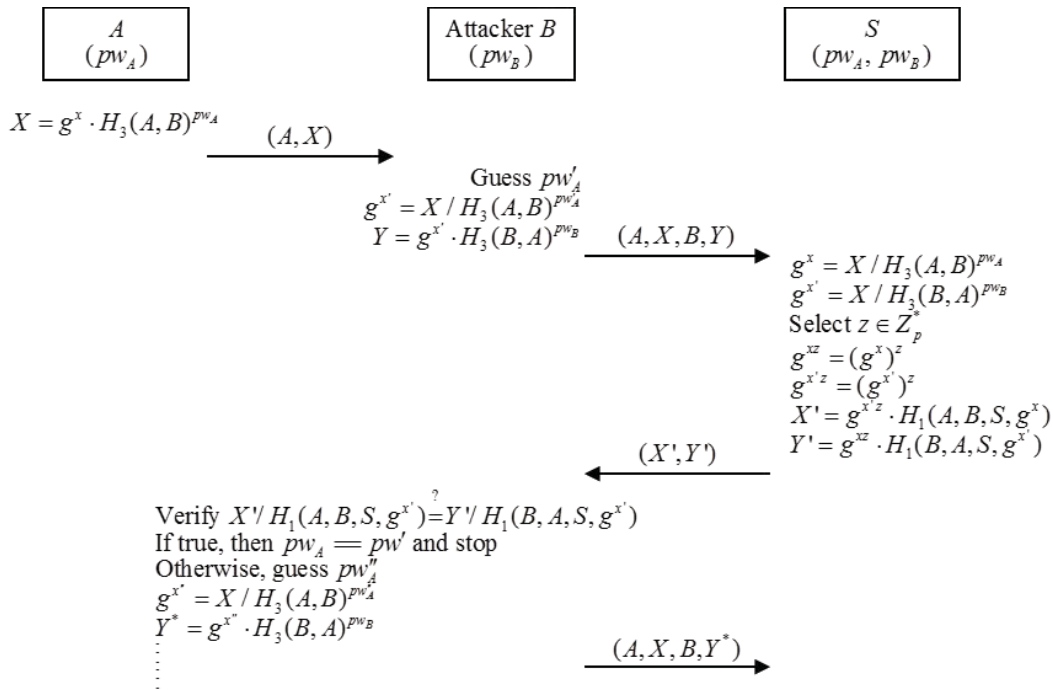 A
(pw_A)
Attacker B
(pw_B)
S
(pw_A, pw_B)
X = g^x · H_3(A, B)^{pw_A}
(A, X)
Guess pw'_A
g^{x'} = X / H_3(A, B)^{pw'_A}
Y = g^{x'} · H_3(B, A)^{pw_B}
(A, X, B, Y)
g^x = X / H_3(A, B)^{pw_A}
g^{x'} = X / H_3(B, A)^{pw_B}
Select z ∈ Z_p^*
g^{xz} = (g^x)^z
g^{x'z} = (g^{x'})^z
X' = g^{x'z} · H_1(A, B, S, g^x)
Y' = g^{xz} · H_1(B, A, S, g^{x'})
(X', Y')
Verify X'/ H_1(A, B, S, g^{x'}) ?= Y'/ H_1(B, A, S, g^{x'})
If true, then pw_A == pw' and stop
Otherwise, guess pw''_A
g^{x''} = X / H_3(A, B)^{pw''_A}
Y^* = g^{x''} · H_3(B, A)^{pw_B}
(A, X, B, Y^*)